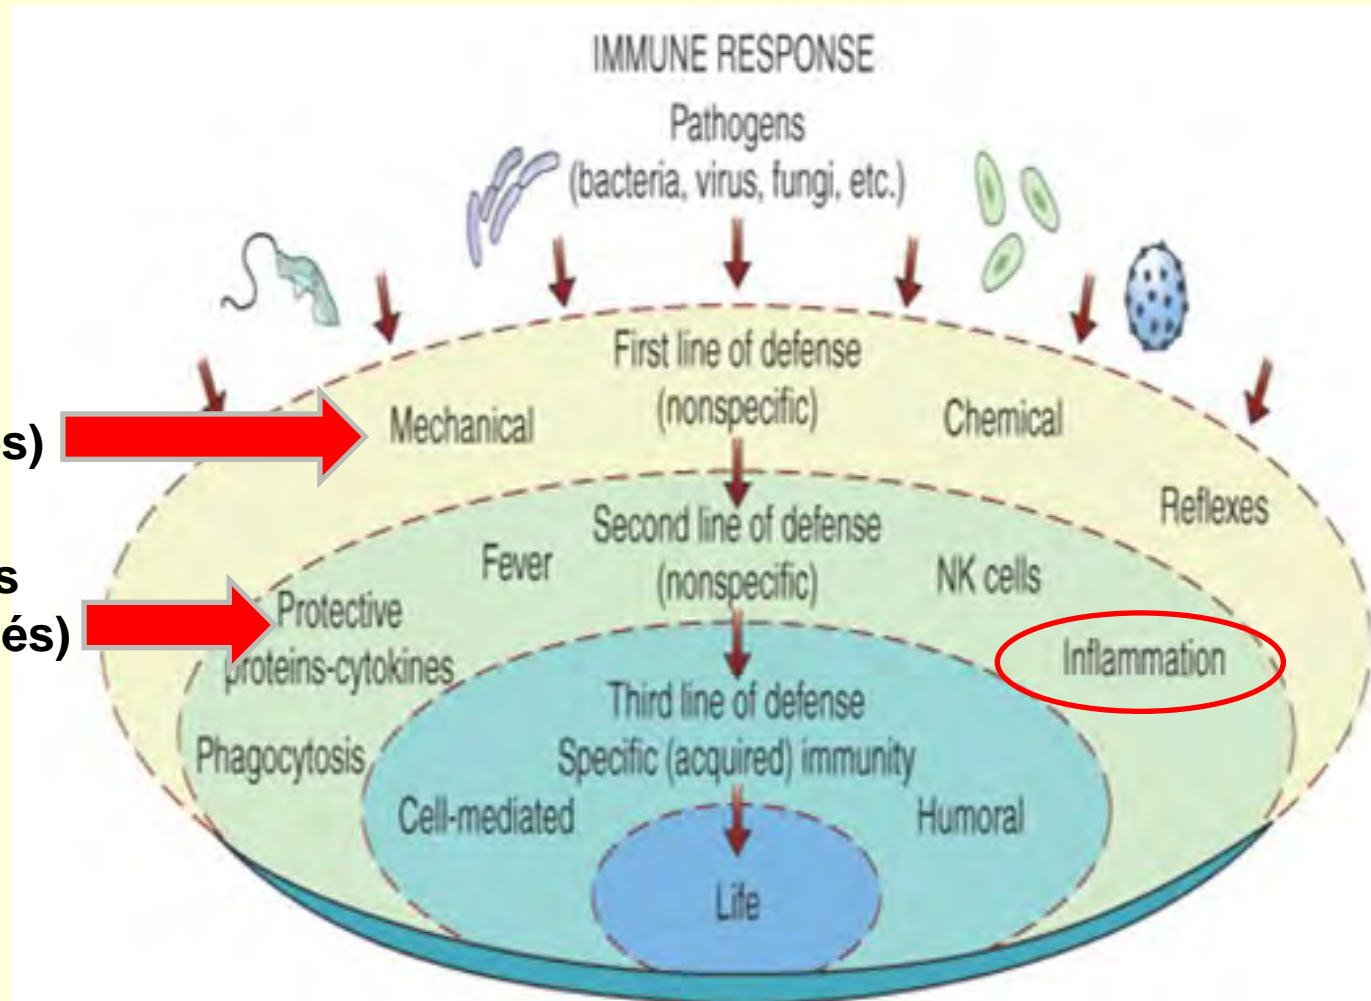 IMMUNE RESPONSE
Pathogens
(bacteria, virus, fungi, etc.)
First line of defense
(nonspecific)
Mechanical
Chemical
Reflexes
Second line of defense
(nonspecific)
Fever
NK cells
Protective
proteins-cytokines
Inflammation
Phagocytosis
Third line of defense
Specific (acquired) immunity
Cell-mediated
Humoral
Life